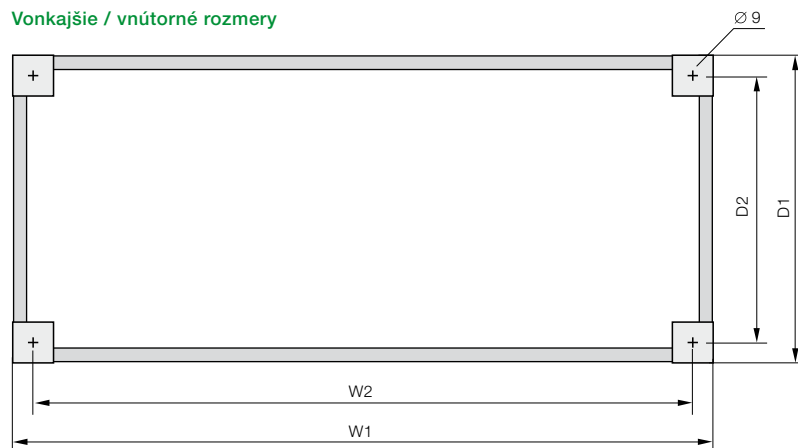 Vonkajšie / vnútorné rozmery
∅ 9
D2
D1
W2
W1